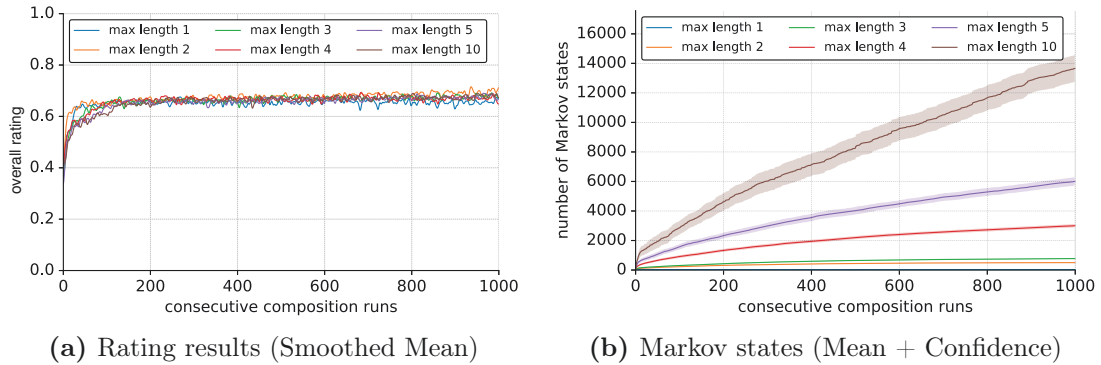 max length 1 max length 3 max length 5
max length 2 max length 4 max length 10
1.0
0.8
0.6
0.4
0.2
0.0
overall rating
0 200 400 600 800 1000
consecutive composition runs
(a) Rating results (Smoothed Mean)
max length 1 max length 3 max length 5
max length 2 max length 4 max length 10
16000
14000
12000
10000
8000
6000
4000
2000
0
number of Markov states
0 200 400 600 800 1000
consecutive composition runs
(b) Markov states (Mean + Confidence)